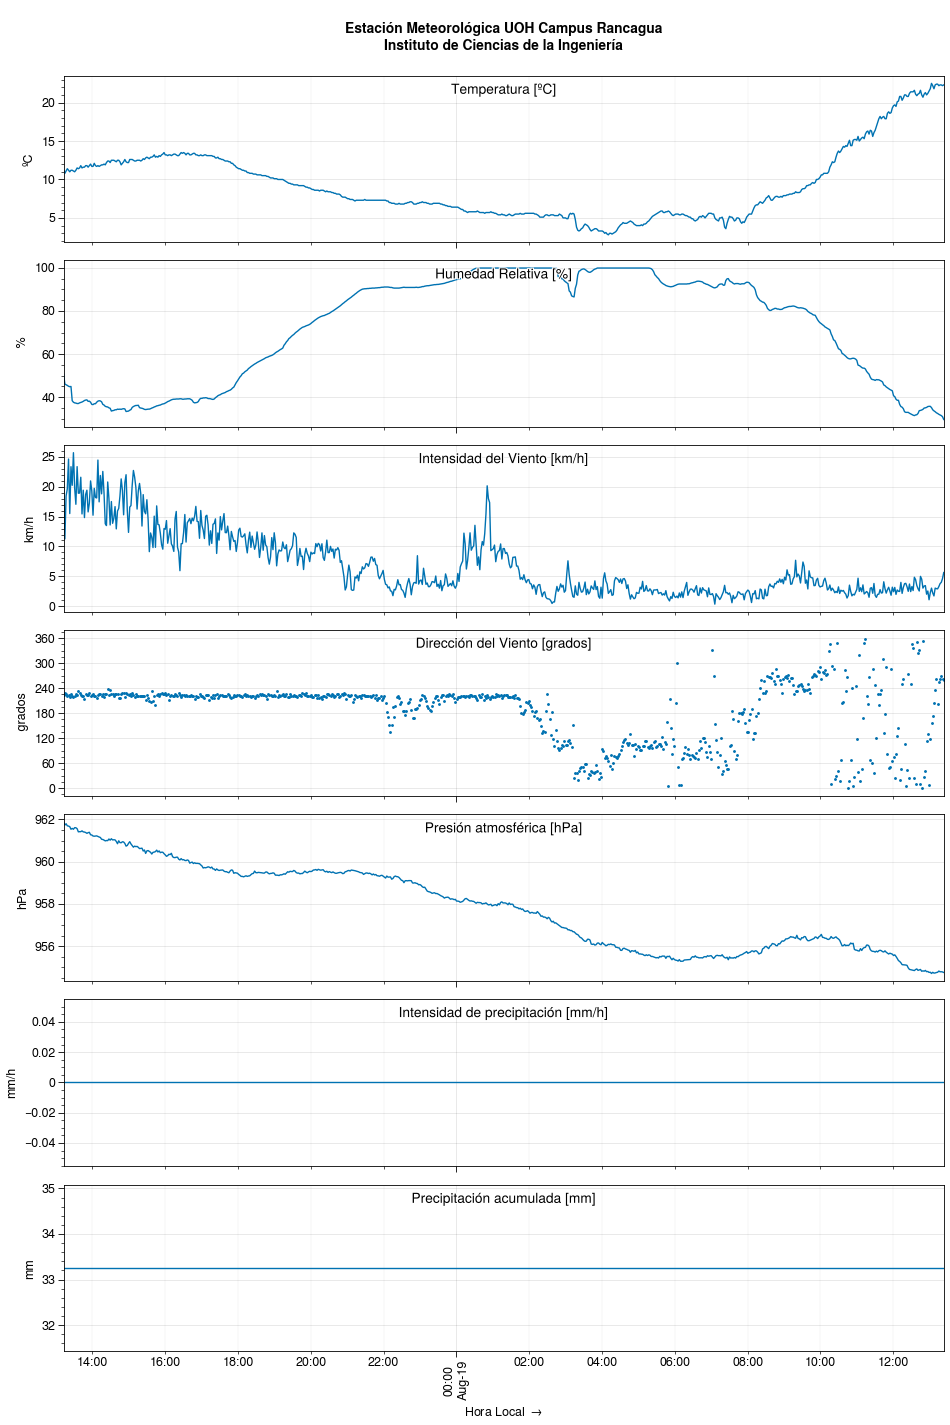 Estación Meteorológica UOH Campus Rancagua
Instituto de Ciencias de la Ingeniería
Temperatura [ºC]
20
15
10
5
ºC
Humedad Relativa [%]
100
80
60
40
%
Intensidad del Viento [km/h]
25
20
15
10
5
0
km/h
Dirección del Viento [grados]
360
300
240
180
120
60
0
grados
Presión atmosférica [hPa]
962
960
958
956
hPa
Intensidad de precipitación [mm/h]
0.04
0.02
0
−0.02
−0.04
mm/h
Precipitación acumulada [mm]
35
34
33
32
mm
14:00 16:00 18:00 20:00 22:00 00:00 02:00 04:00 06:00 08:00 10:00 12:00
Aug-19
Hora Local →